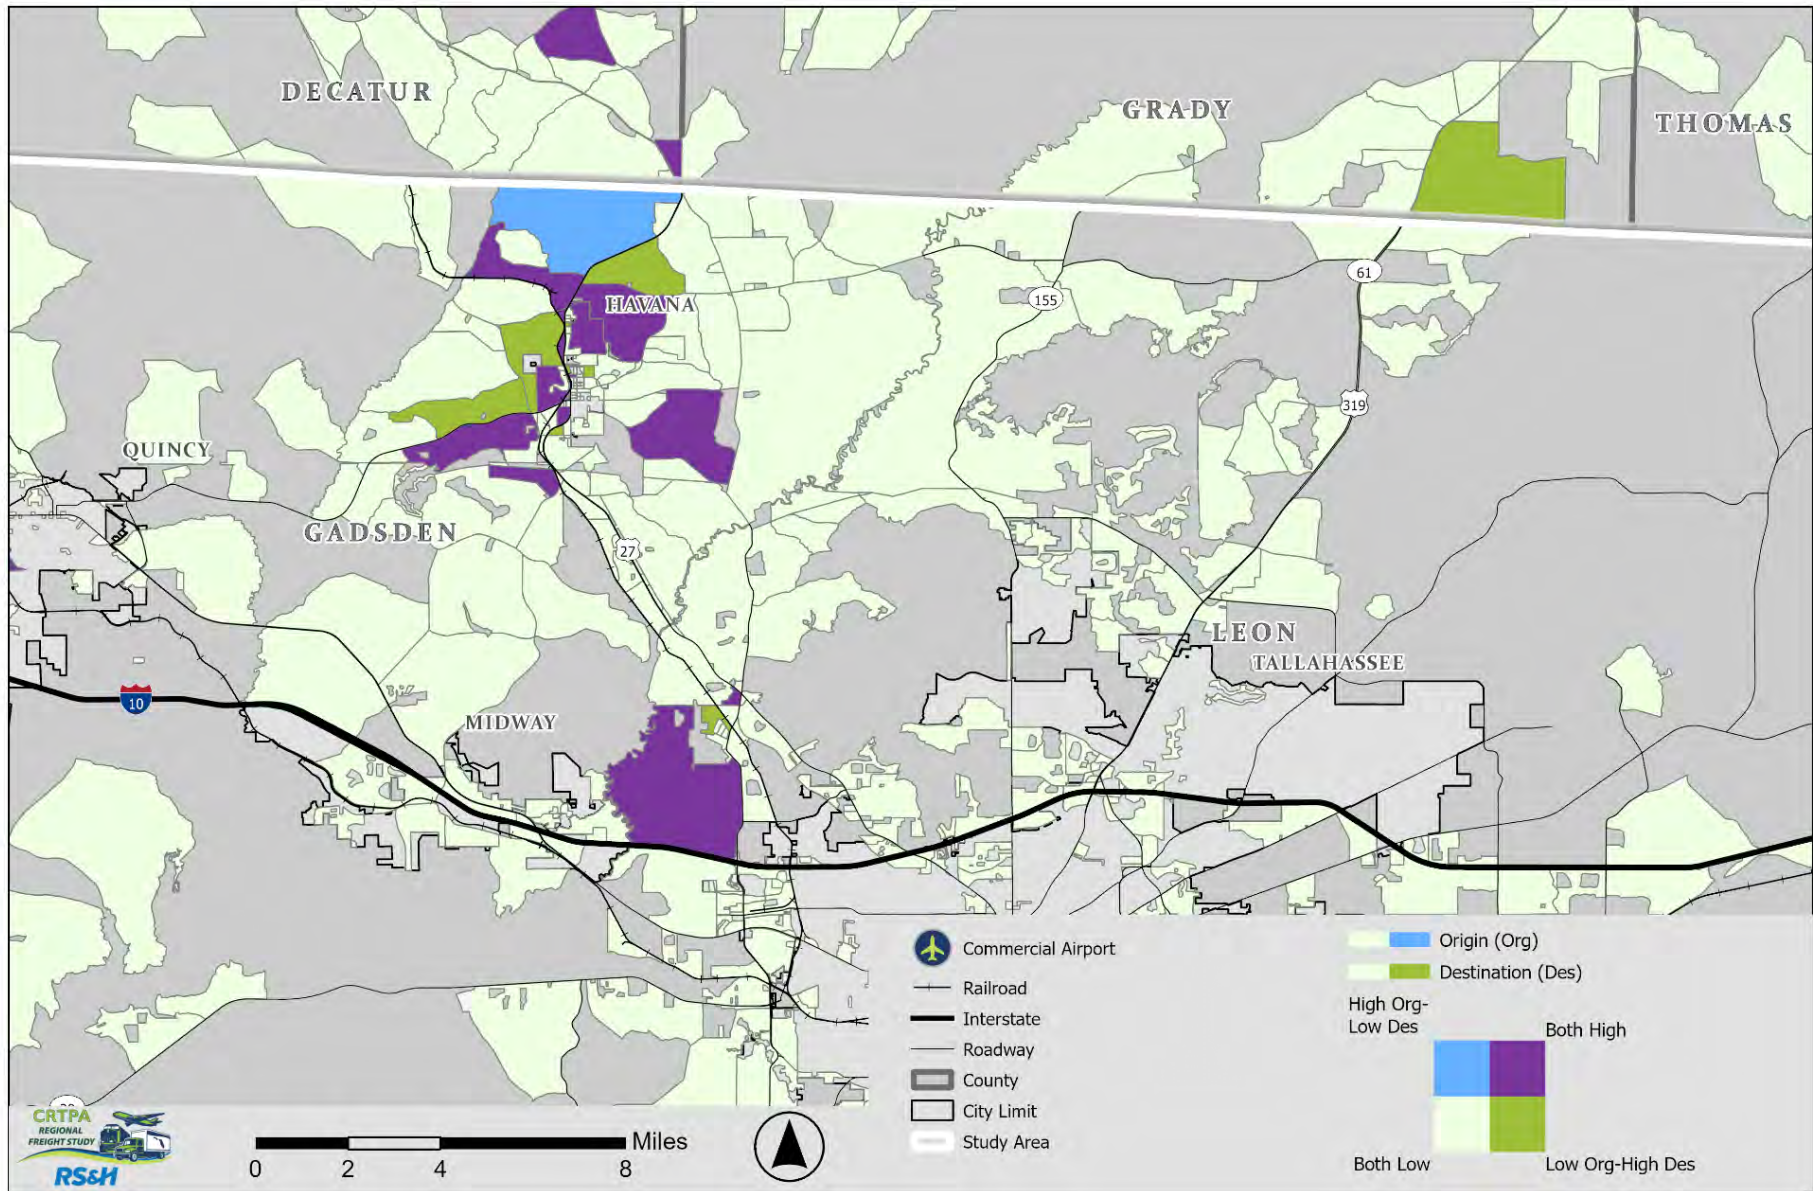 DECATUR
GRADY
THOMAS
61
HAVANA
155
319
QUINCY
GADSDEN
27
LEON
TALLAHASSEE
10
MIDWAY
Commercial Airport
Railroad
Interstate
Roadway
County
City Limit
Study Area
Origin (Org)
Destination (Des)
High Org-
Low Des
Both High
Both Low
Low Org-High Des
CRTPA
REGIONAL
FREIGHT STUDY
RS&H
Miles
0 2 4 8